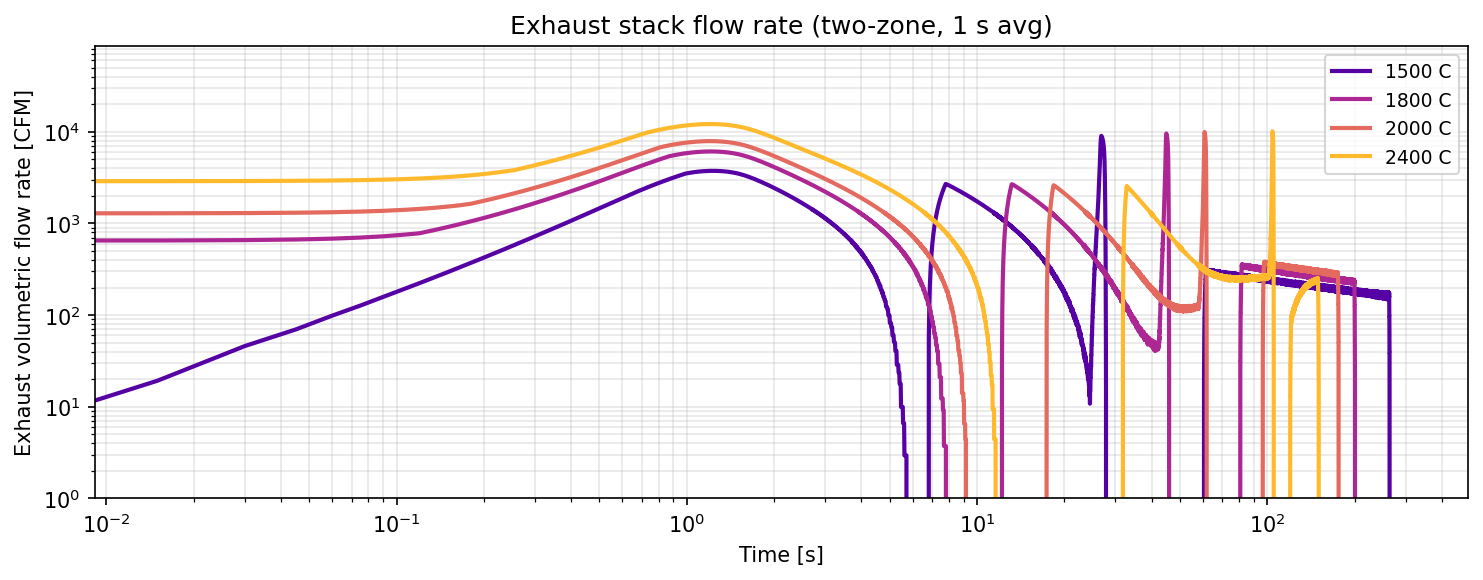 Exhaust stack flow rate (two-zone, 1 s avg)
Exhaust volumetric flow rate [CFM]
10⁴
10³
10²
10¹
10⁰
1500 C
1800 C
2000 C
2400 C
10⁻²
10⁻¹
10⁰
10¹
10²
Time [s]